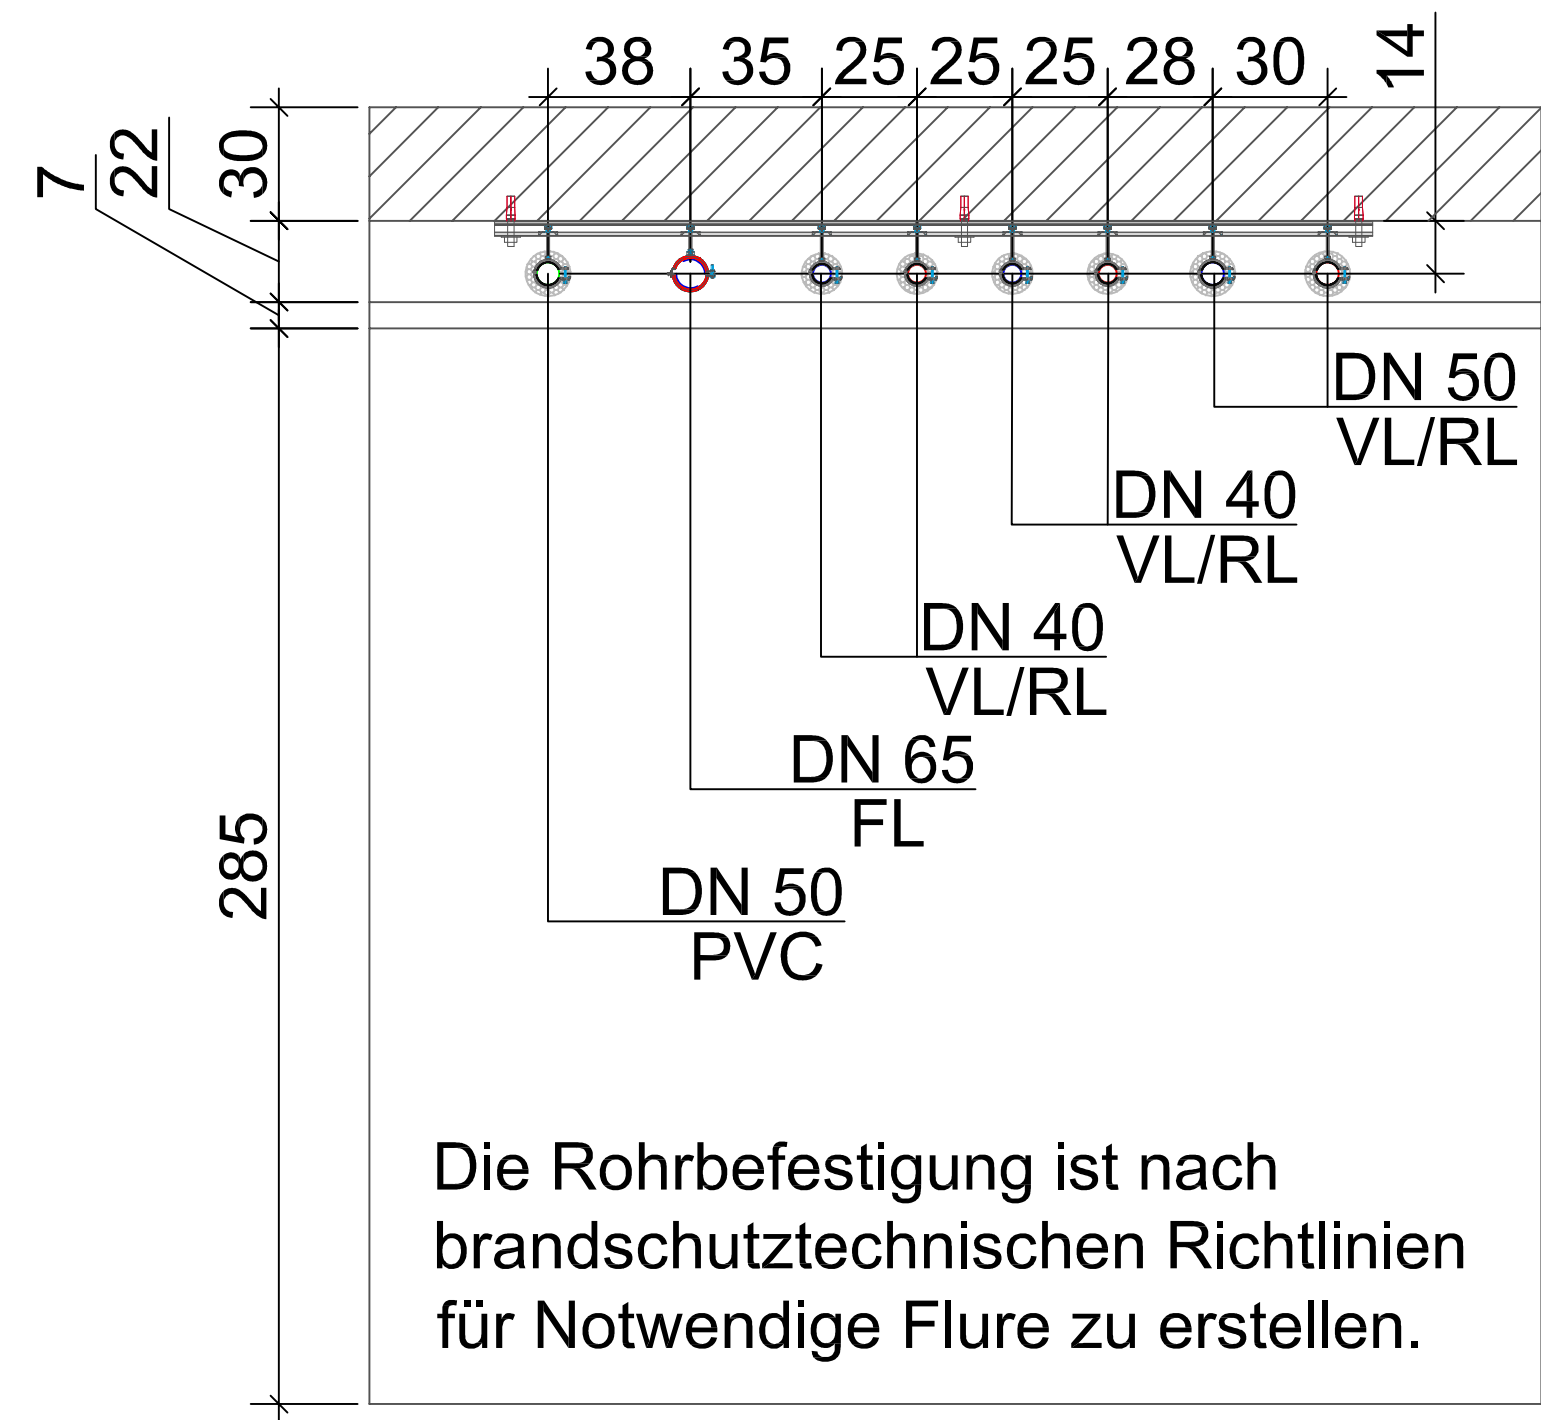 38 35 25 25 25 28 30 14
7 22 30
DN 50
VL/RL
DN 40
VL/RL
DN 40
VL/RL
DN 65
FL
285
DN 50
PVC
Die Rohrbefestigung ist nach
brandschutztechnischen Richtlinien
für Notwendige Flure zu erstellen.